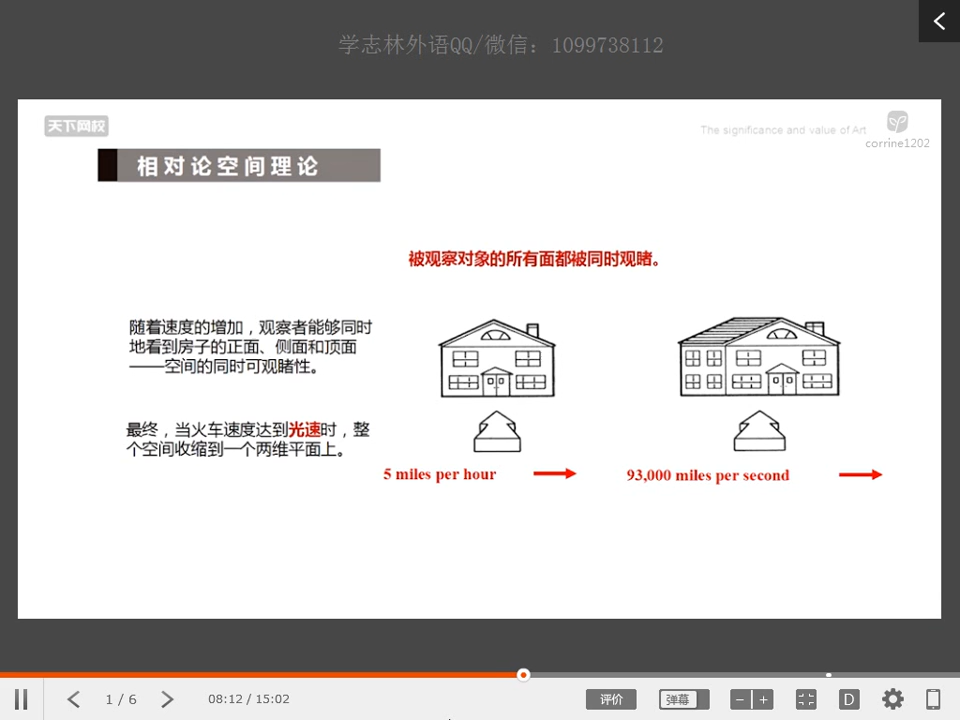 学志林外语QQ/微信：1099738112
天下网校
The significance and value of Art
corrine1202
相对论空间理论
被观察对象的所有面都被同时观睹。
随着速度的增加，观察者能够同时
地看到房子的正面、侧面和顶面
——空间的同时可观睹性。
最终，当火车速度达到光速时，整
个空间收缩到一个两维平面上。
5 miles per hour
93,000 miles per second
1 / 6
08:12 / 15:02
评价
弹幕
D